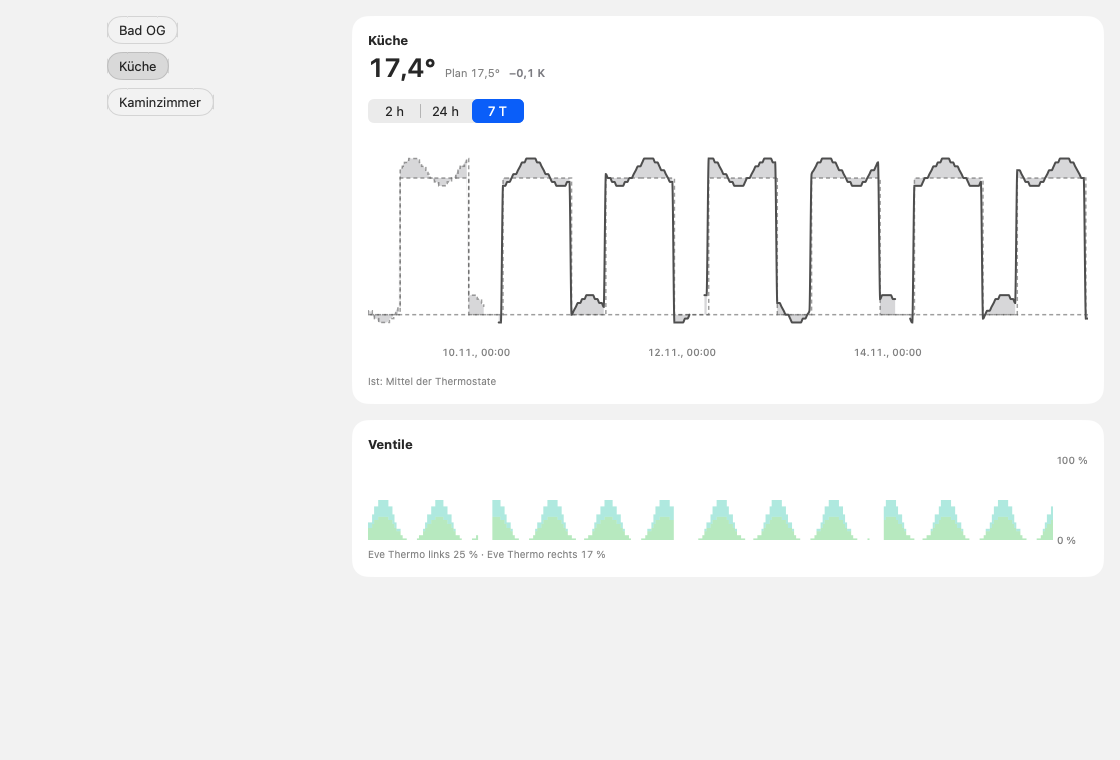 Bad OG
Küche
Kaminzimmer
Küche
17,4° Plan 17,5° −0,1 K
2 h 24 h 7 T
10.11., 00:00 12.11., 00:00 14.11., 00:00
Ist: Mittel der Thermostate
Ventile
100 %
0 %
Eve Thermo links 25 % · Eve Thermo rechts 17 %